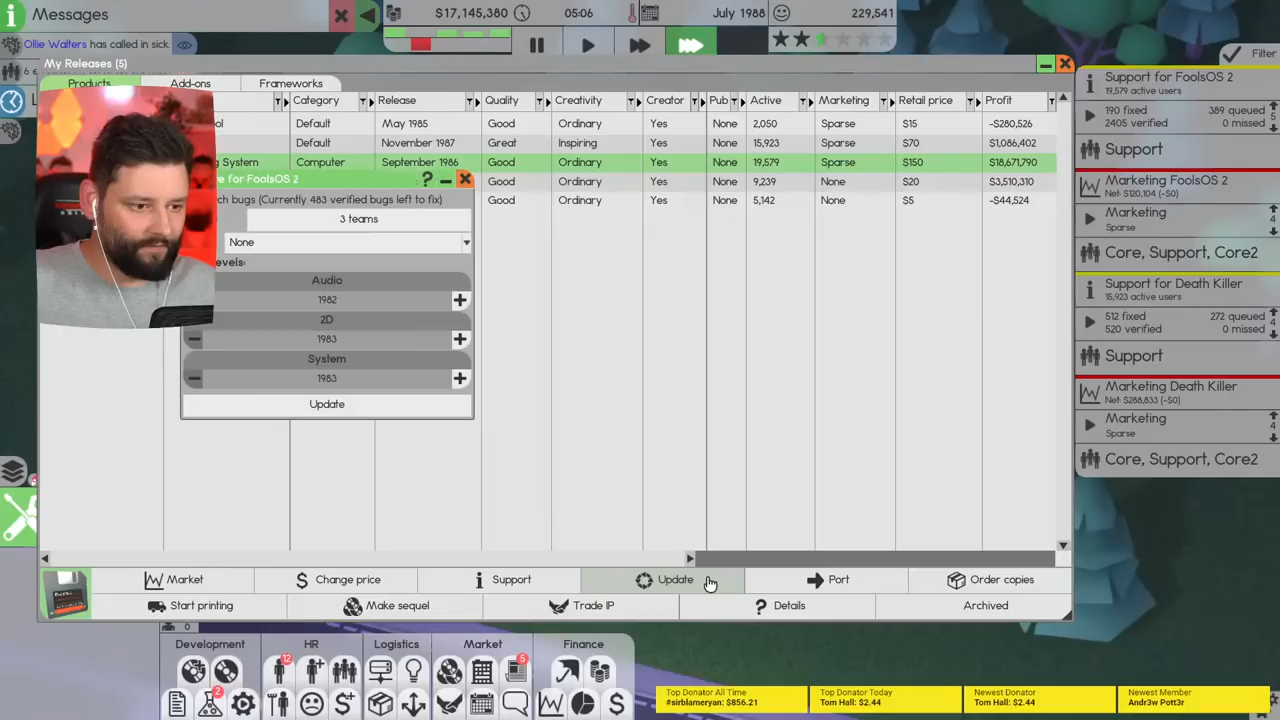 Messages
$17,145,380
05:06
July 1988
229,541
Ollie Walters has called in sick.
Filter
My Releases (5)
Products Add-ons Frameworks
Category Release Quality Creativity Creator Pub Active Marketing Retail price Profit
Default May 1985 Good Ordinary Yes None 2,050 Sparse $15 -$280,526
Default November 1987 Great Inspiring Yes None 15,923 Sparse $70 $1,086,402
g System Computer September 1986 Good Ordinary Yes None 19,579 Sparse $150 $18,671,790
Good Ordinary Yes None 9,239 None $20 $3,510,310
Good Ordinary Yes None 5,142 None $5 -$44,524
e for FoolsOS 2
ch bugs (Currently 483 verified bugs left to fix)
3 teams
None
evels:
Audio
1982
2D
1983
System
1983
Update
Market Change price Support Update Port Order copies
Start printing Make sequel Trade IP Details Archived
Support for FoolsOS 2
19,579 active users
190 fixed 389 queued
2405 verified 0 missed
5
Support
Marketing FoolsOS 2
Net: $120,104 (-$0)
Marketing
Sparse
4
Core, Support, Core2
Support for Death Killer
15,923 active users
512 fixed 272 queued
520 verified 0 missed
4
Support
Marketing Death Killer
Net: $288,833 (-$0)
Marketing
Sparse
4
Core, Support, Core2
0
Development HR Logistics Market Finance
12
5
2
Top Donator All Time
#sirblameryan: $856.21
Top Donator Today
Tom Hall: $2.44
Newest Donator
Tom Hall: $2.44
Newest Member
Andr3w Pott3r